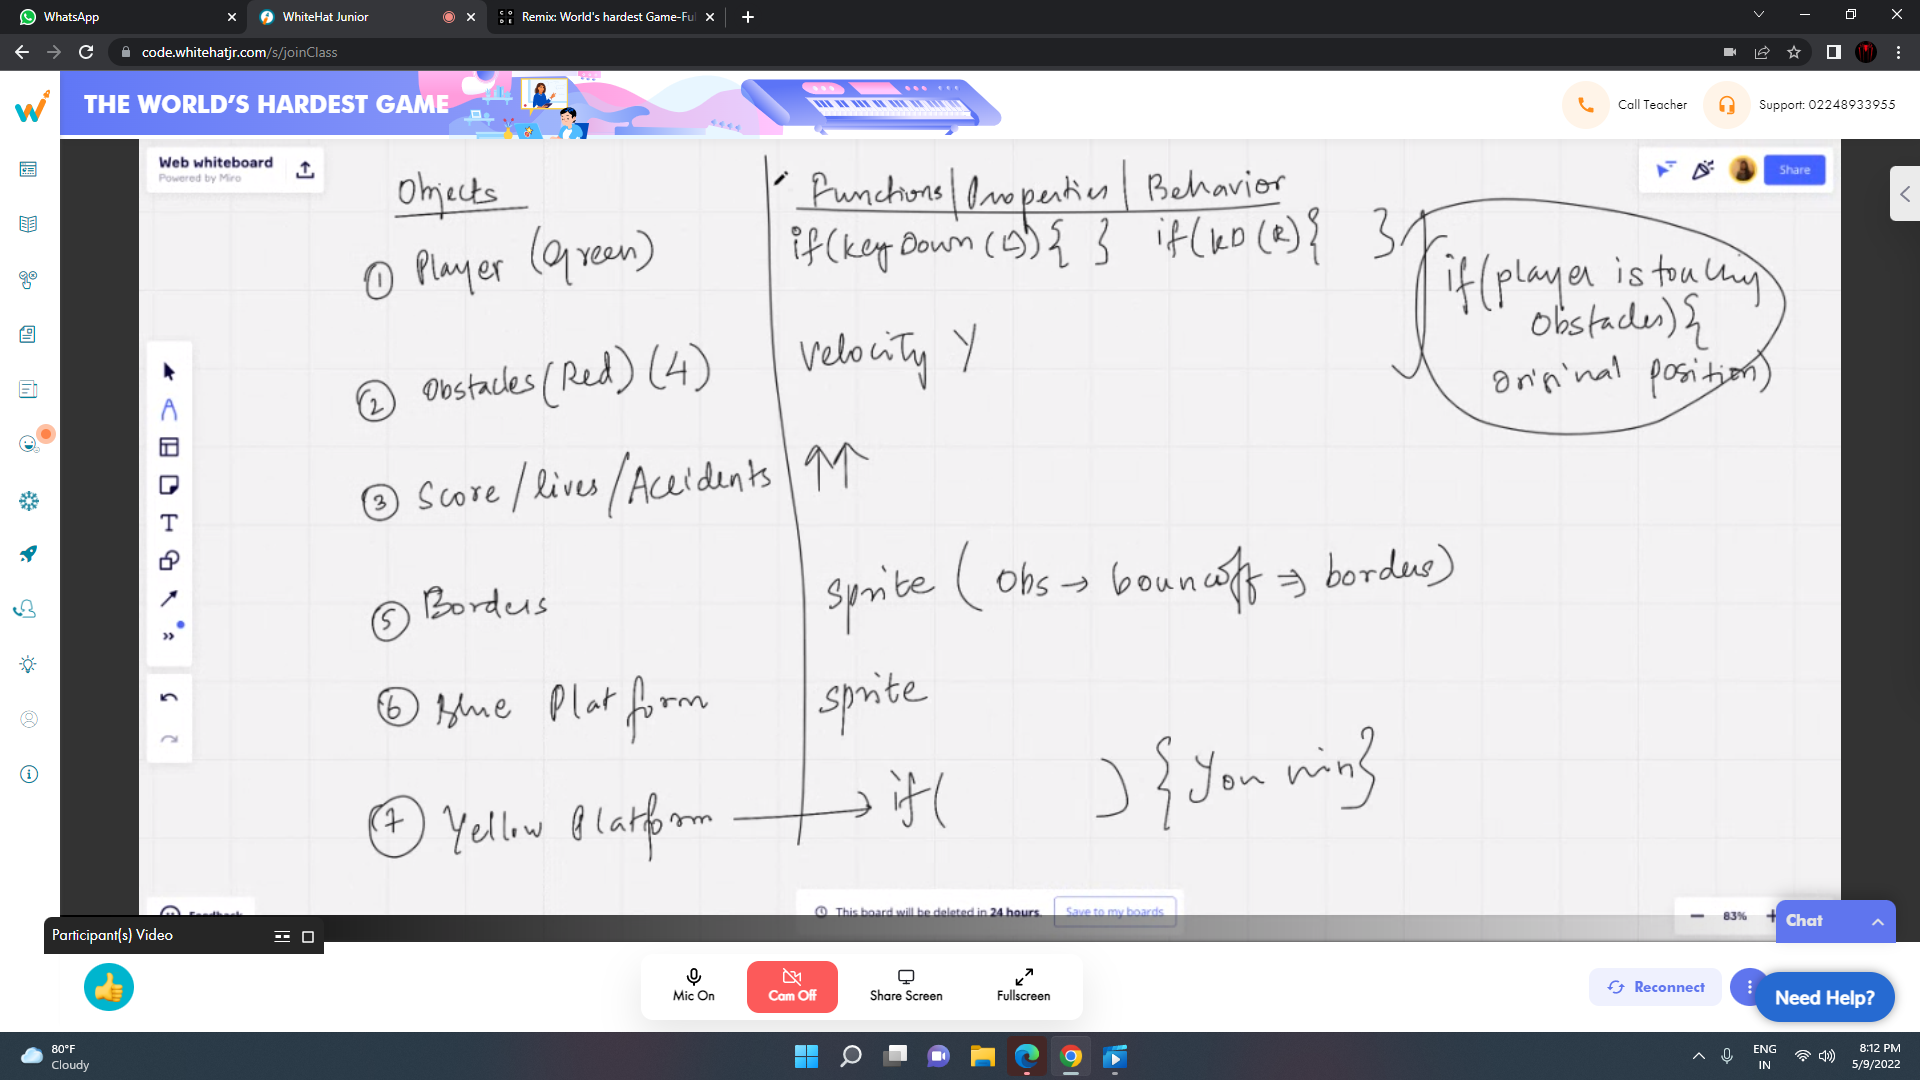 WhatsApp
WhiteHat Junior
Remix: World's hardest Game-Fu
code.whitehatjr.com/s/joinClass
THE WORLD'S HARDEST GAME
Call Teacher
Support: 02248933955
Web whiteboard
Powered by Miro
Share
Objects
Functions | Properties | Behavior
① Player (Green)
if(keyDown(L)){ } if(KD(R){ }
if(player is touching
obstacles){
original position)
② Obstacles (Red) (4)
velocity Y
③ Score/lives/Accidents ↑↑
⑤ Borders
sprite (obs → bounceoff → borders)
⑥ Blue Platform
sprite
⑦ Yellow Platform → if( ) {You win}
Feedback
This board will be deleted in 24 hours.
Save to my boards
83%
Chat
Participant(s) Video
Mic On
Cam Off
Share Screen
Fullscreen
Reconnect
Need Help?
80°F
Cloudy
ENG
IN
8:12 PM
5/9/2022